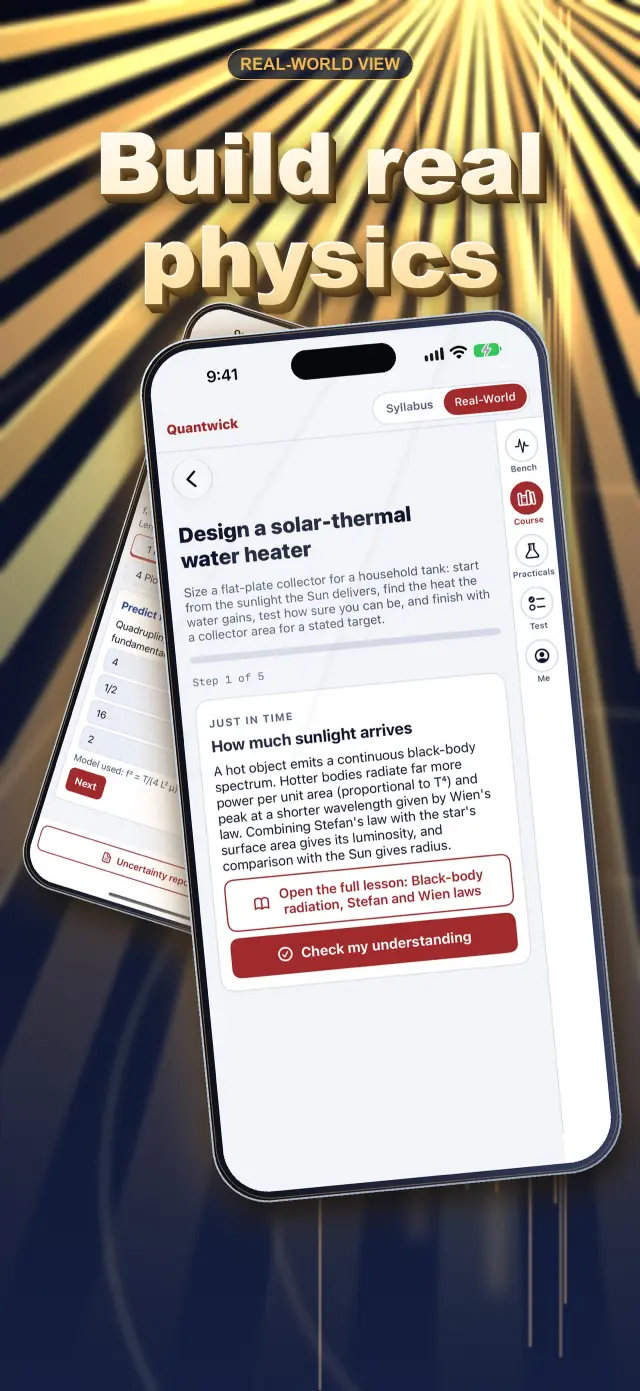 REAL-WORLD VIEW
Build real
physics
9:41
Quantwick
Syllabus
Real-World
Bench
Course
Practicals
Test
Me
Design a solar-thermal
water heater
Size a flat-plate collector for a household tank: start
from the sunlight the Sun delivers, find the heat the
water gains, test how sure you can be, and finish with
a collector area for a stated target.
Step 1 of 5
JUST IN TIME
How much sunlight arrives
A hot object emits a continuous black-body
spectrum. Hotter bodies radiate far more
power per unit area (proportional to T⁴) and
peak at a shorter wavelength given by Wien's
law. Combining Stefan's law with the star's
surface area gives its luminosity, and
comparison with the Sun gives radius.
Open the full lesson: Black-body
radiation, Stefan and Wien laws
Check my understanding
Predict
4
1/2
16
2
Model used: f² = T/(4 L² μ)
Next
Uncertainty